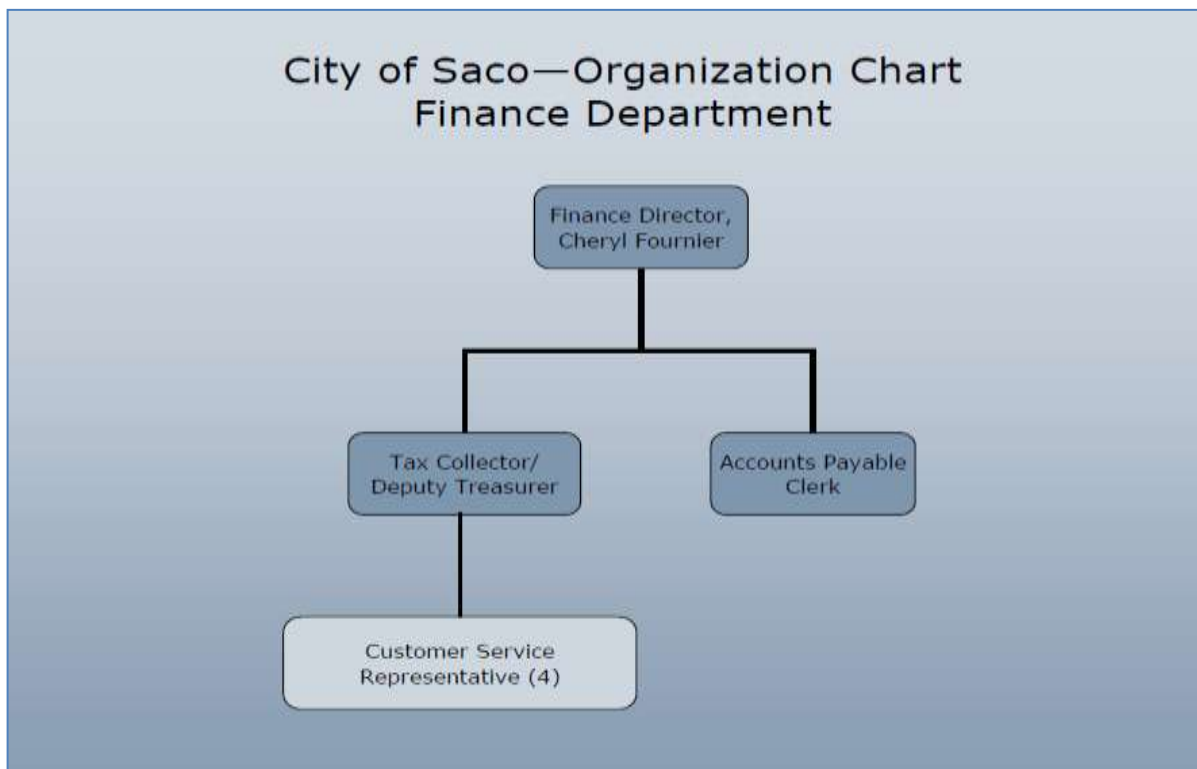 City of Saco—Organization Chart
Finance Department
Finance Director,
Cheryl Fournier
Tax Collector/
Deputy Treasurer
Accounts Payable
Clerk
Customer Service
Representative (4)